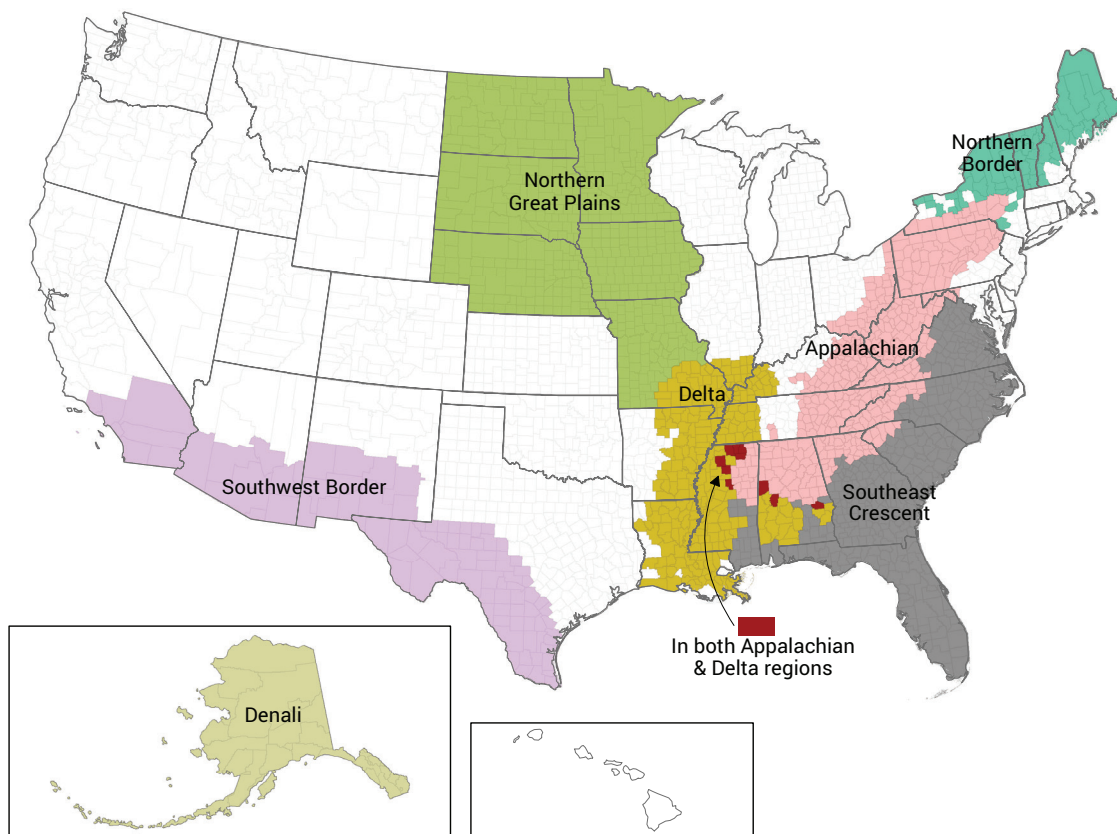 Northern
Border
Northern
Great Plains
Appalachian
Delta
Southwest Border
Southeast
Crescent
In both Appalachian
& Delta regions
Denali